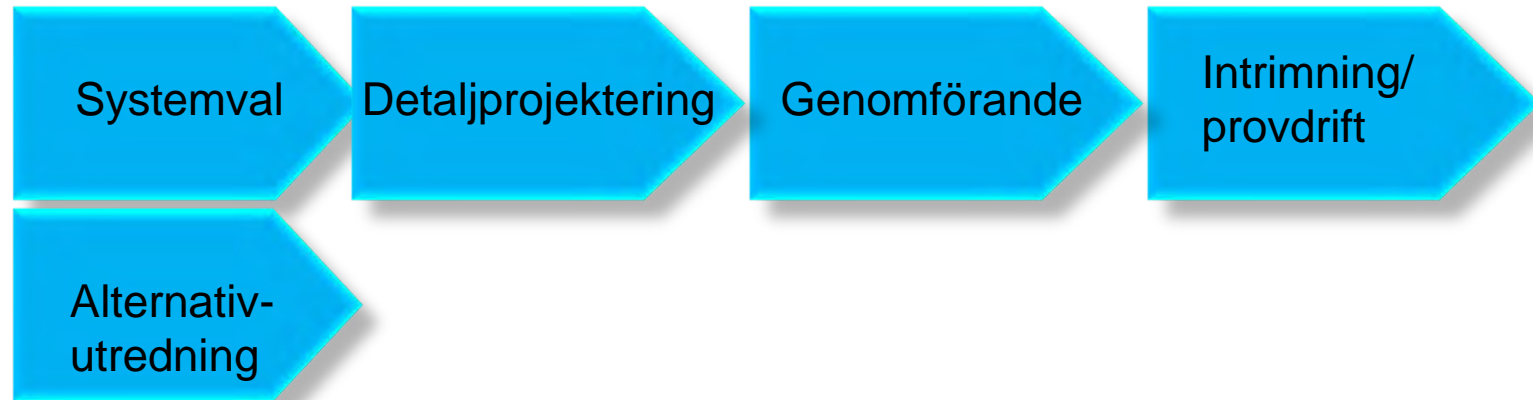 Systemval
Detaljprojektering
Genomförande
Intrimning/
provdrift
Alternativ-
utredning